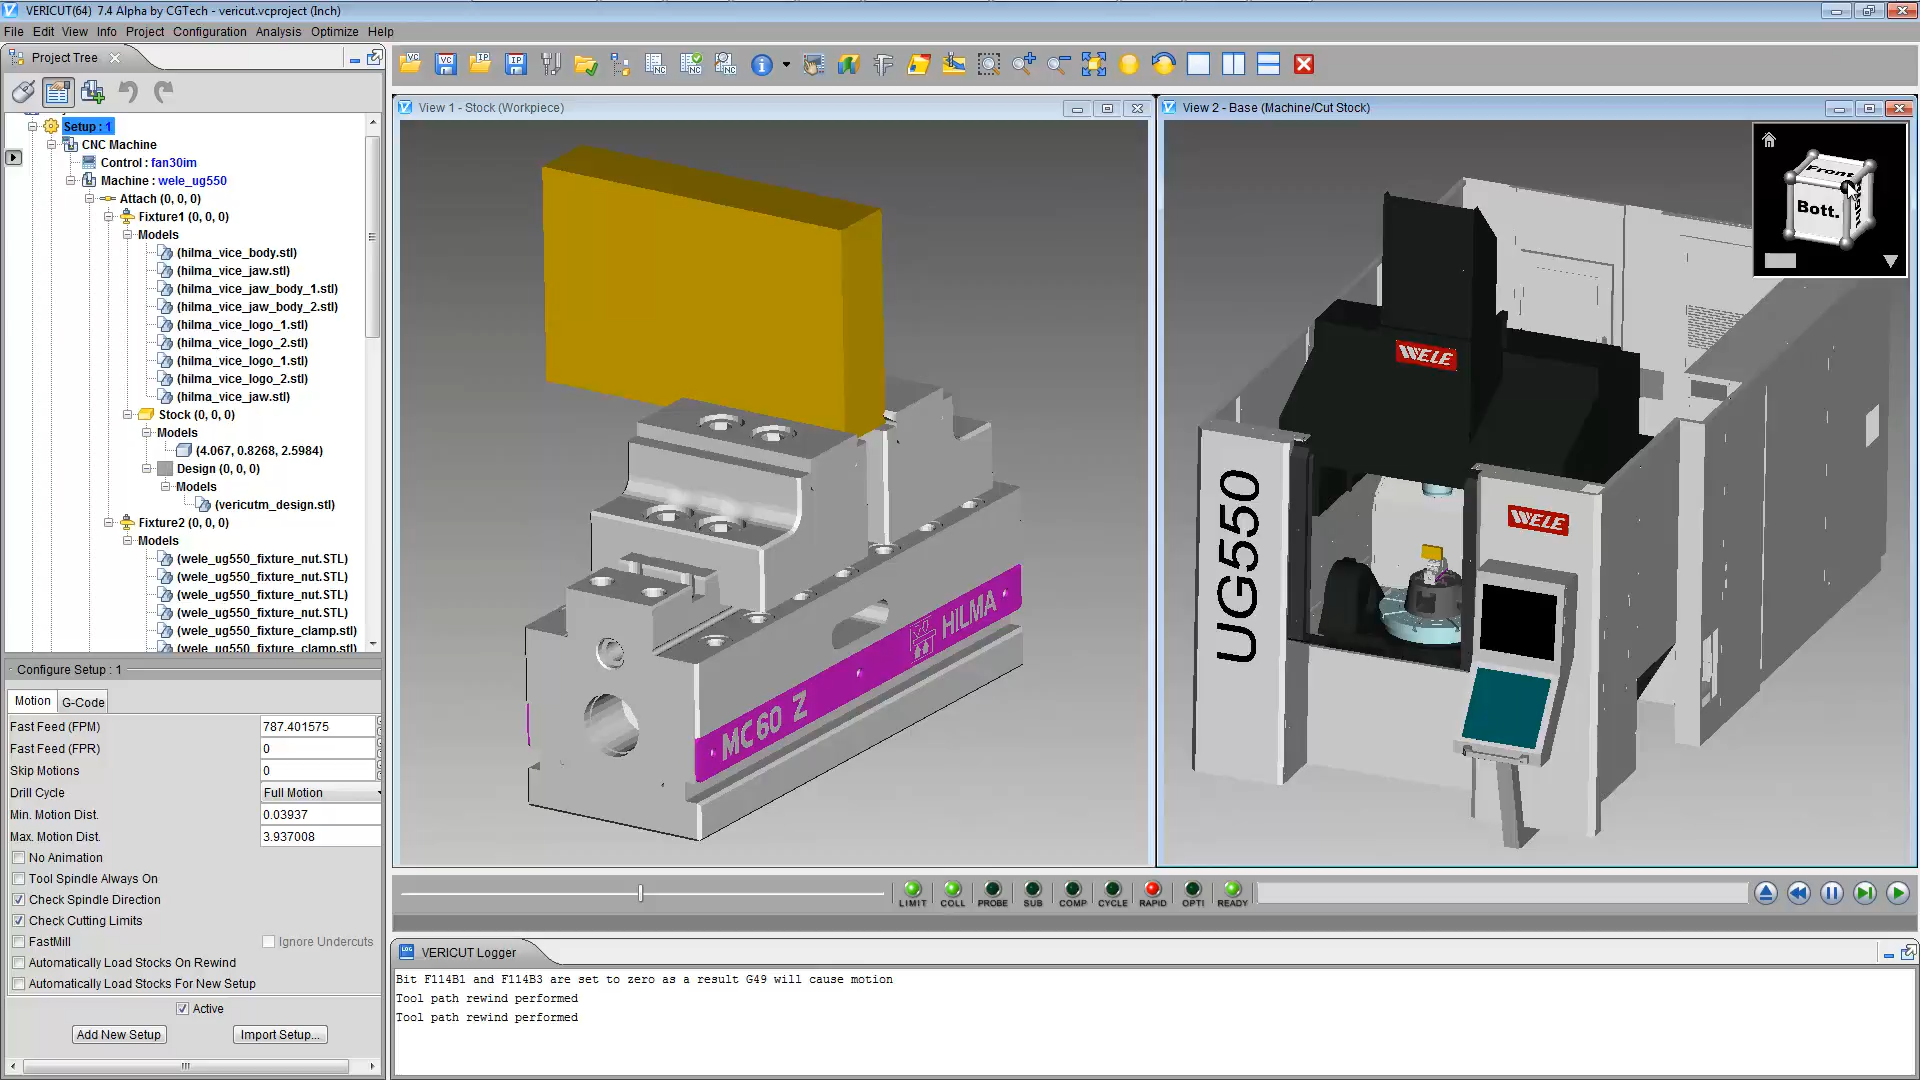 VERICUT(64) 7.4 Alpha by CGTech - vericut.vcproject (Inch)
File Edit View Info Project Configuration Analysis Optimize Help
Project Tree
Setup : 1
CNC Machine
Control : fan30im
Machine : wele_ug550
Attach (0, 0, 0)
Fixture1 (0, 0, 0)
Models
(hilma_vice_body.stl)
(hilma_vice_jaw.stl)
(hilma_vice_jaw_body_1.stl)
(hilma_vice_jaw_body_2.stl)
(hilma_vice_logo_1.stl)
(hilma_vice_logo_2.stl)
(hilma_vice_logo_1.stl)
(hilma_vice_logo_2.stl)
(hilma_vice_jaw.stl)
Stock (0, 0, 0)
Models
(4.067, 0.8268, 2.5984)
Design (0, 0, 0)
Models
(vericutm_design.stl)
Fixture2 (0, 0, 0)
Models
(wele_ug550_fixture_nut.STL)
(wele_ug550_fixture_nut.STL)
(wele_ug550_fixture_nut.STL)
(wele_ug550_fixture_nut.STL)
(wele_ug550_fixture_clamp.stl)
(wele_ug550_fixture_clamp.stl)
Configure Setup : 1
Motion G-Code
Fast Feed (FPM) 787.401575
Fast Feed (FPR) 0
Skip Motions 0
Drill Cycle Full Motion
Min. Motion Dist. 0.03937
Max. Motion Dist. 3.937008
No Animation
Tool Spindle Always On
Check Spindle Direction
Check Cutting Limits
FastMill Ignore Undercuts
Automatically Load Stocks On Rewind
Automatically Load Stocks For New Setup
Active
Add New Setup Import Setup...
VC VC IP IP NC NC NC
View 1 - Stock (Workpiece)
MC60 Z HILMA
View 2 - Base (Machine/Cut Stock)
Front
Bott.
WELE
WELE
UG550
LIMIT COLL PROBE SUB COMP CYCLE RAPID OPTI READY
LOG VERICUT Logger
Bit F114B1 and F114B3 are set to zero as a result G49 will cause motion
Tool path rewind performed
Tool path rewind performed